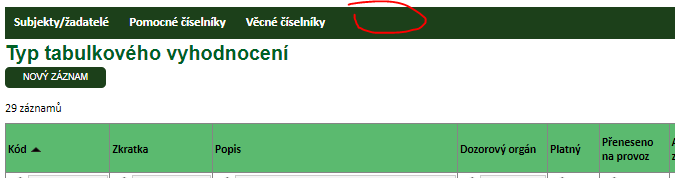 Subjekty/žadatelé Pomocné číselníky Věcné číselníky
Typ tabulkového vyhodnocení
NOVÝ ZÁZNAM
29 záznamů
Kód Zkratka Popis Dozorový orgán Platný Přeneseno na provoz